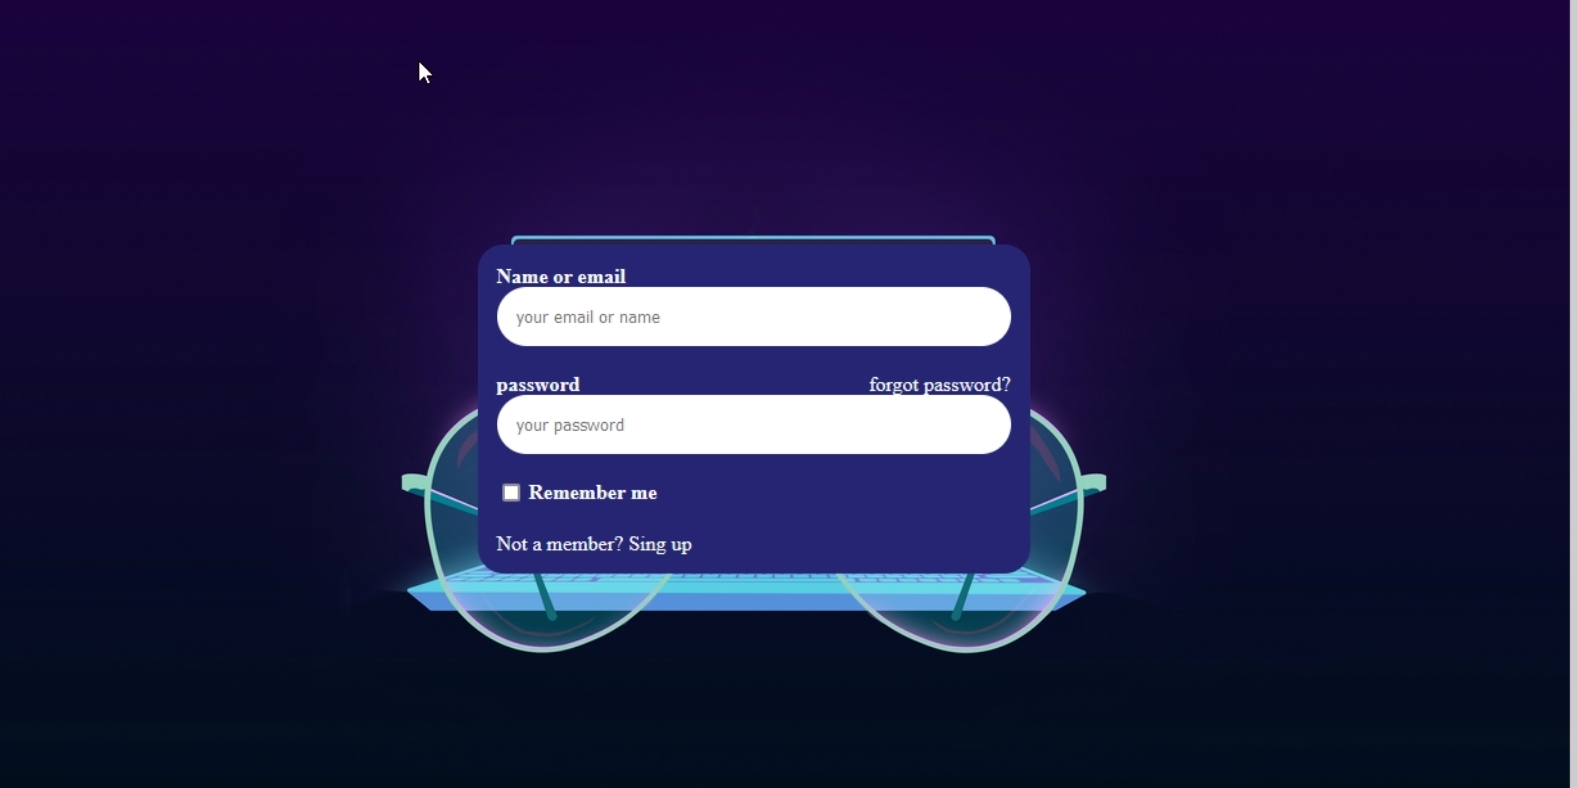 Name or email
your email or name
password forgot password?
your password
Remember me
Not a member? Sing up